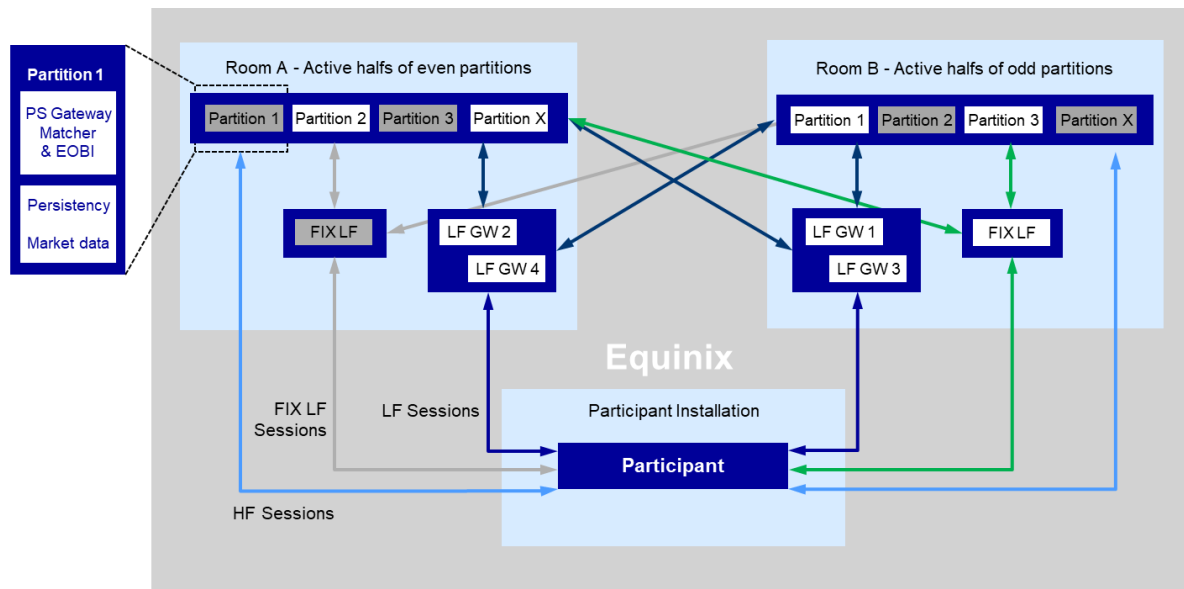 Partition 1
PS Gateway
Matcher
& EOBI
Persistency
Market data
Room A - Active halfs of even partitions
Partition 1
Partition 2
Partition 3
Partition X
FIX LF
LF GW 2
LF GW 4
Room B - Active halfs of odd partitions
Partition 1
Partition 2
Partition 3
Partition X
LF GW 1
LF GW 3
FIX LF
Equinix
FIX LF
Sessions
LF Sessions
HF Sessions
Participant Installation
Participant